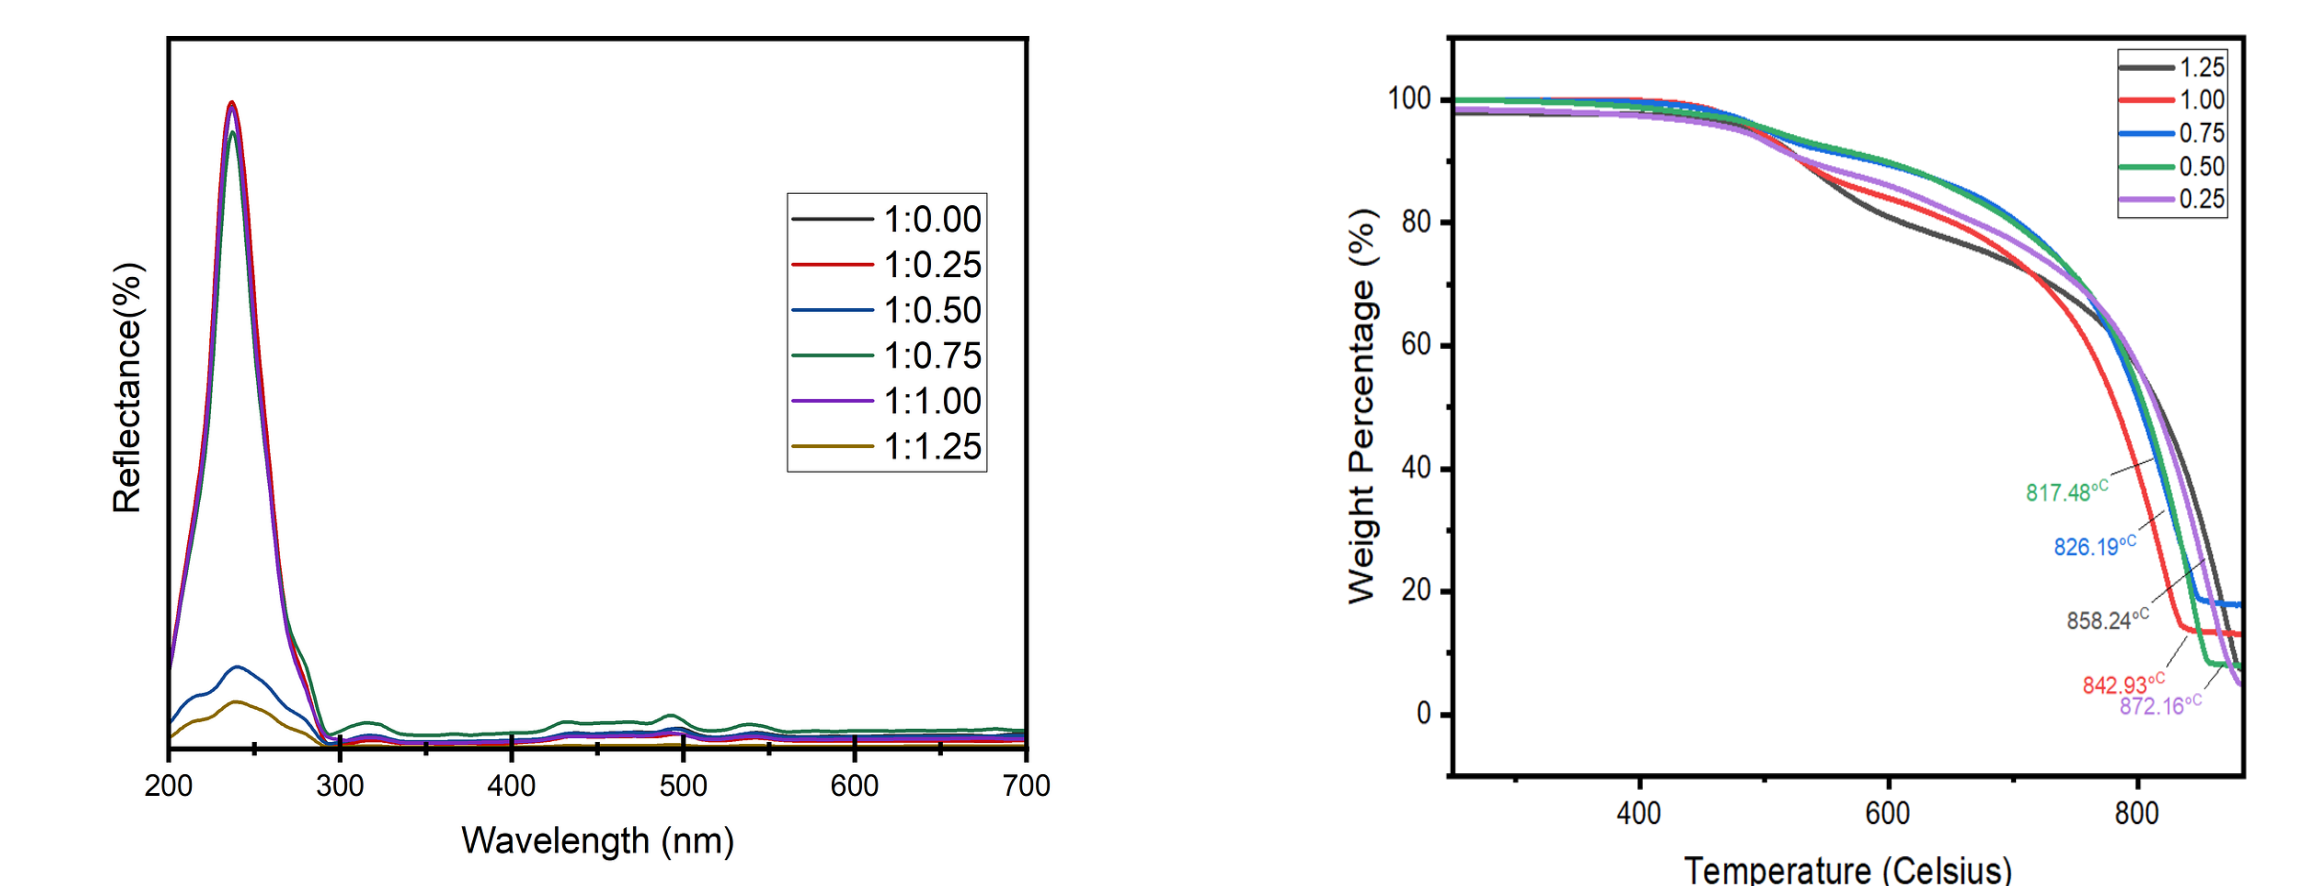 Reflectance(%)
1:0.00
1:0.25
1:0.50
1:0.75
1:1.00
1:1.25
200 300 400 500 600 700
Wavelength (nm)
Weight Percentage (%)
100
80
60
40
20
0
1.25
1.00
0.75
0.50
0.25
817.48°C
826.19°C
858.24°C
842.93°C
872.16°C
400 600 800
Temperature (Celsius)